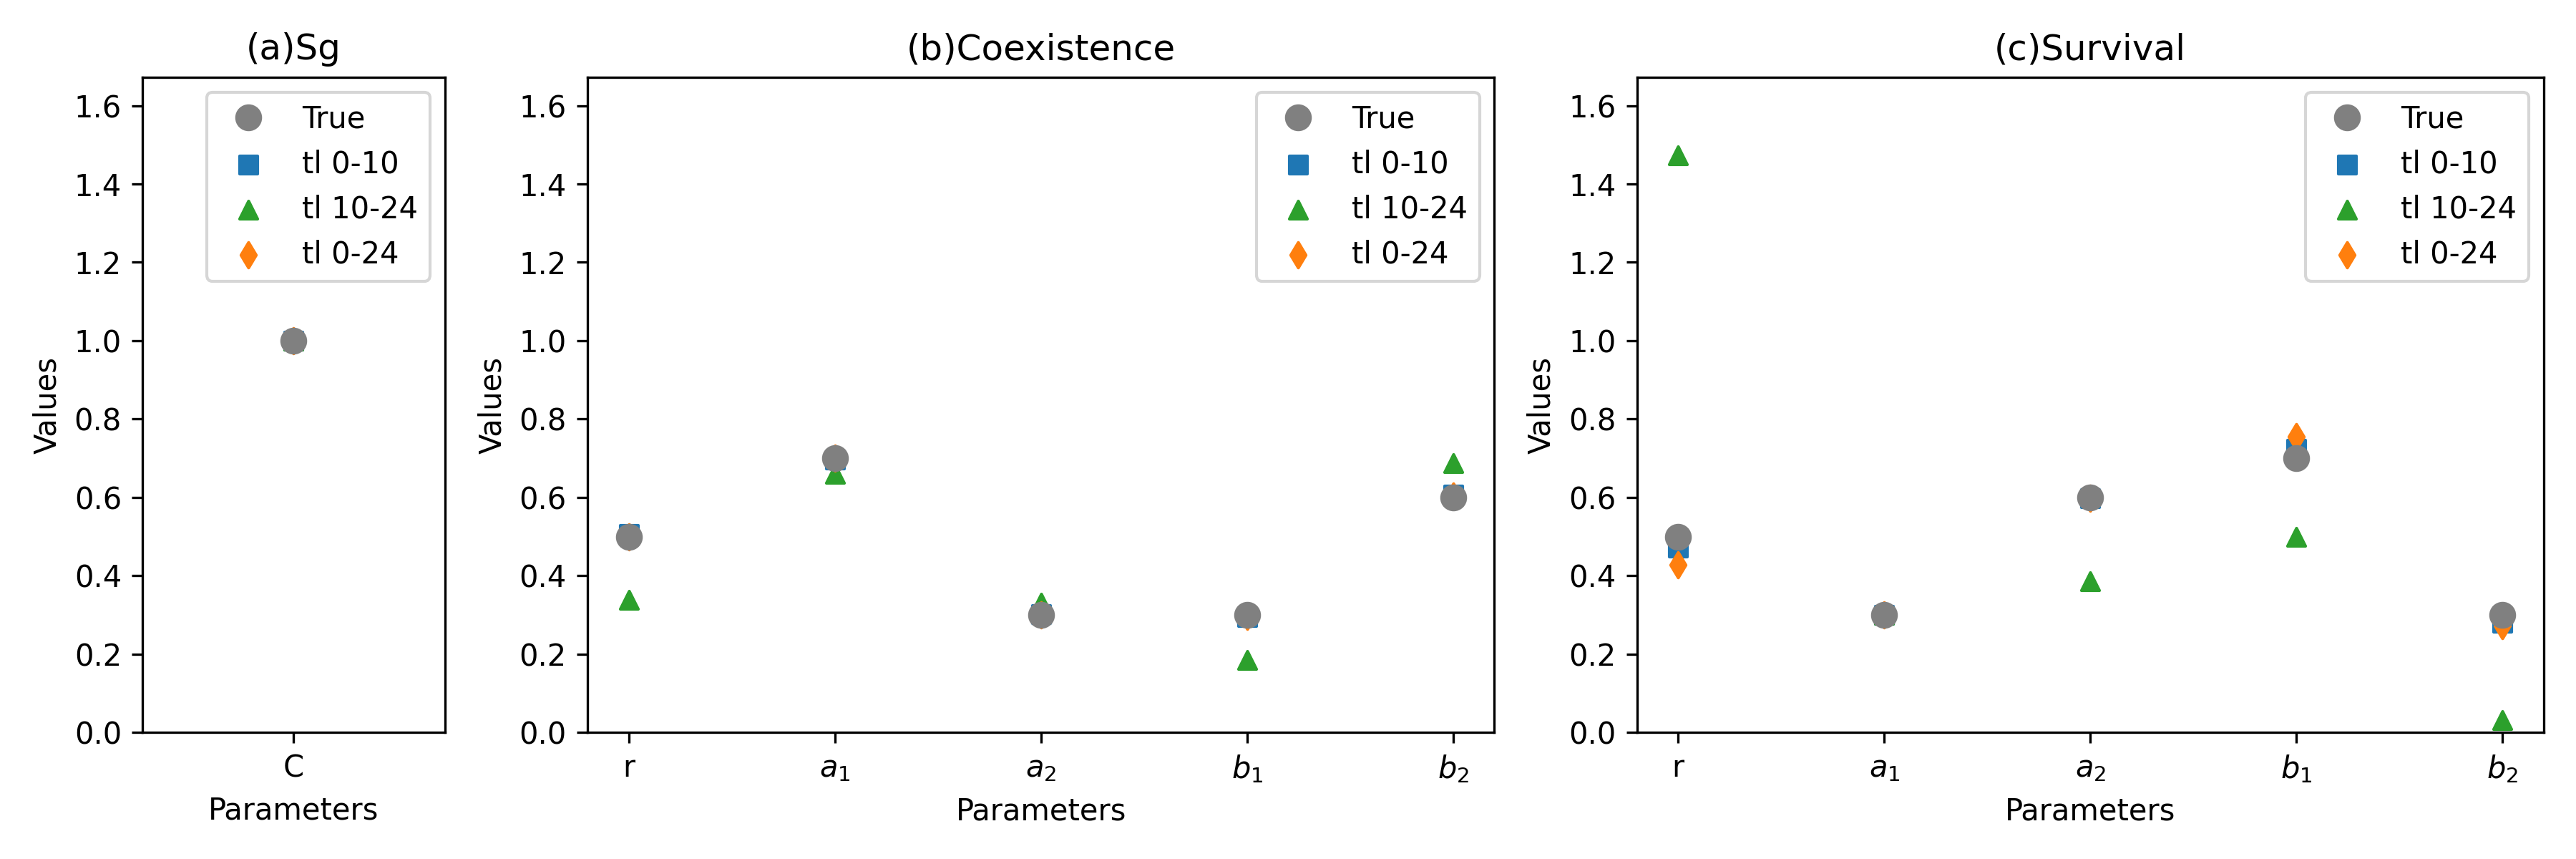 (a)Sg
1.6
1.4
1.2
1.0
0.8
0.6
0.4
0.2
0.0
Values
True
tl 0-10
tl 10-24
tl 0-24
C
Parameters
(b)Coexistence
1.6
1.4
1.2
1.0
0.8
0.6
0.4
0.2
0.0
Values
True
tl 0-10
tl 10-24
tl 0-24
r a₁ a₂ b₁ b₂
Parameters
(c)Survival
1.6
1.4
1.2
1.0
0.8
0.6
0.4
0.2
0.0
Values
True
tl 0-10
tl 10-24
tl 0-24
r a₁ a₂ b₁ b₂
Parameters